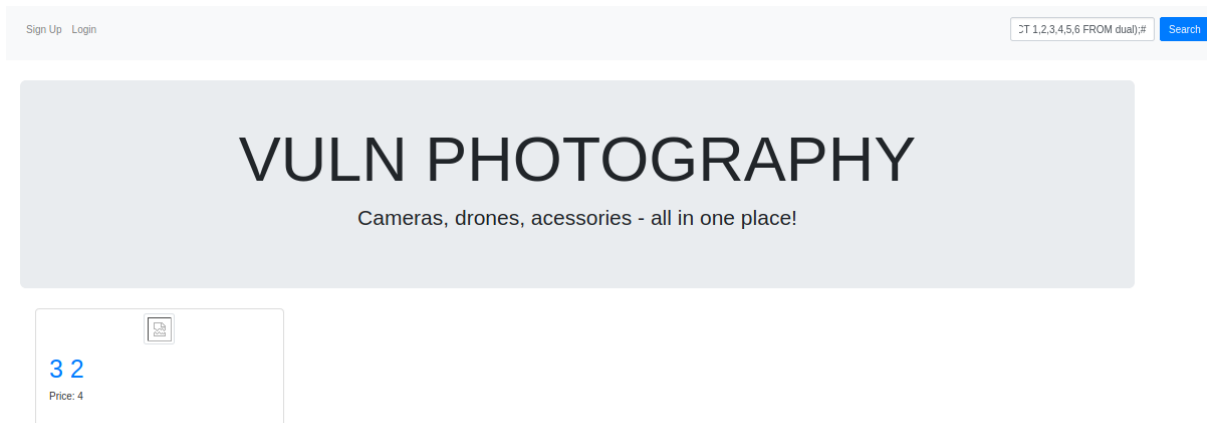 Sign Up Login
CT 1,2,3,4,5,6 FROM dual);# Search
VULN PHOTOGRAPHY
Cameras, drones, acessories - all in one place!
3 2
Price: 4